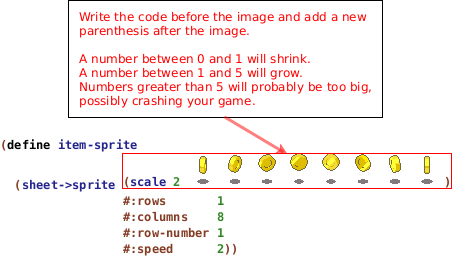 Write the code before the image and add a new
parenthesis after the image.
A number between 0 and 1 will shrink.
A number between 1 and 5 will grow.
Numbers greater than 5 will probably be too big,
possibly crashing your game.
(define item-sprite
(sheet->sprite (scale 2 )
#:rows 1
#:columns 8
#:row-number 1
#:speed 2))